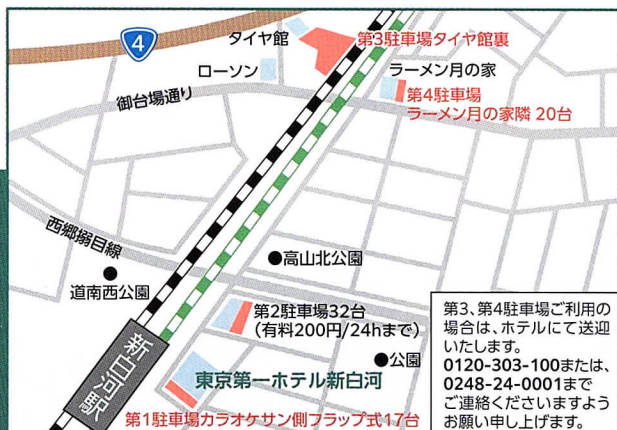 4
タイヤ館
第3駐車場タイヤ館裏
ローソン
ラーメン月の家
御台場通り
第4駐車場
ラーメン月の家隣 20台
西郷搦目線
高山北公園
道南西公園
第2駐車場32台
(有料200円/24hまで)
公園
新白河駅
東京第一ホテル新白河
第1駐車場カラオケサン側フラップ式17台
第3、第4駐車場ご利用の
場合は、ホテルにて送迎
いたします。
0120-303-100または、
0248-24-0001まで
ご連絡くださいますよう
お願い申し上げます。